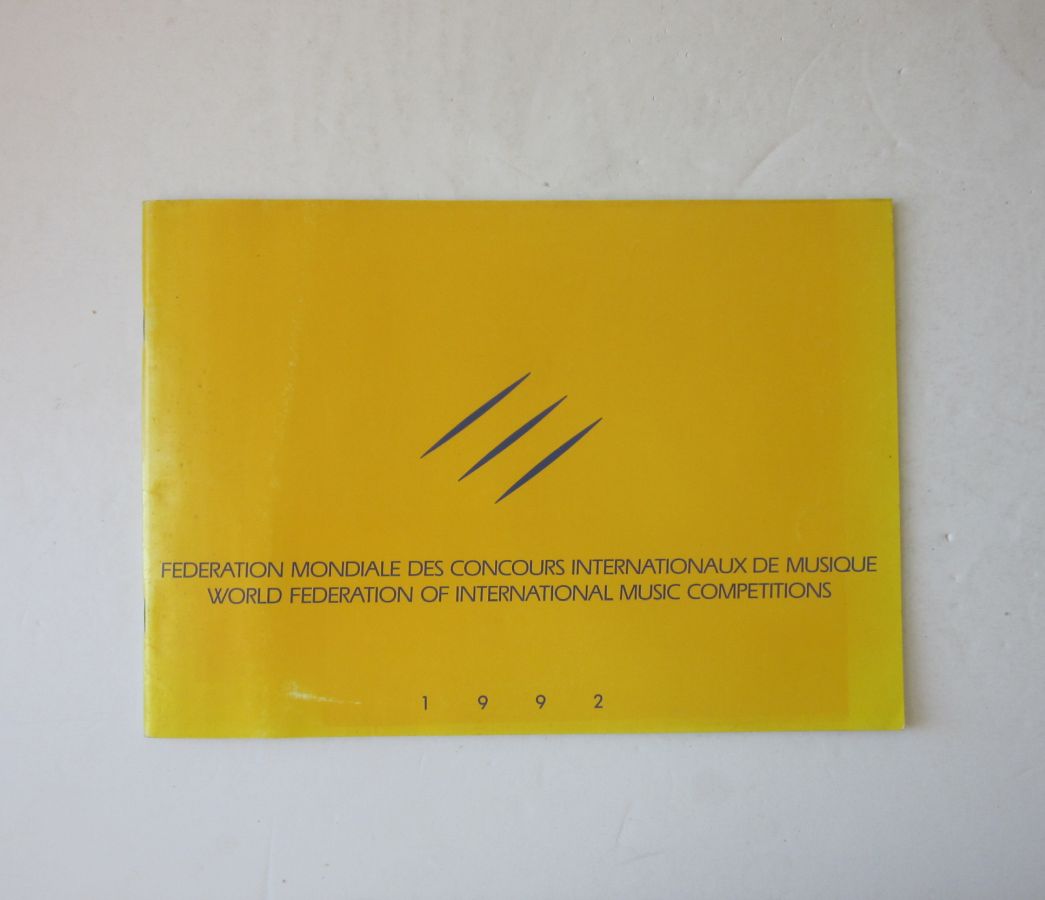 FEDERATION MONDIALE DES CONCOURS INTERNATIONAUX DE MUSIQUE
WORLD FEDERATION OF INTERNATIONAL MUSIC COMPETITIONS
1 9 9 2